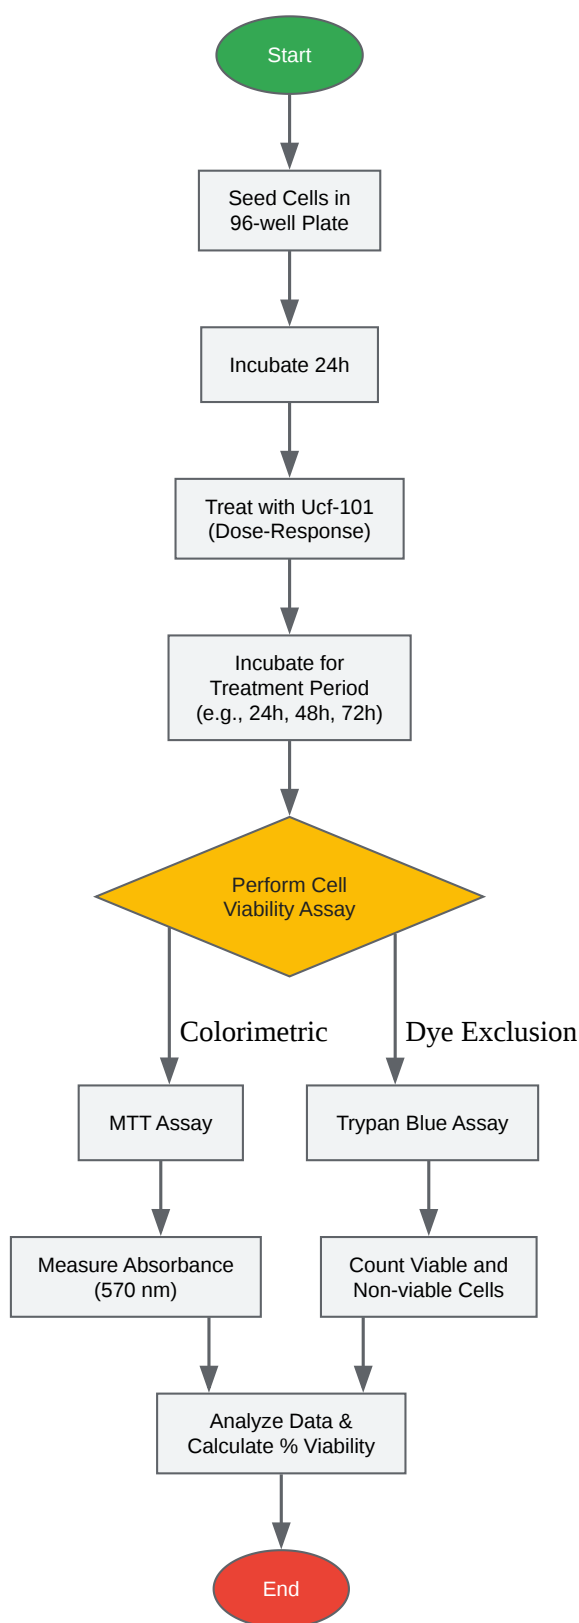 Start
Seed Cells in
96-well Plate
Incubate 24h
Treat with Ucf-101
(Dose-Response)
Incubate for
Treatment Period
(e.g., 24h, 48h, 72h)
Perform Cell
Viability Assay
Colorimetric
Dye Exclusion
MTT Assay
Trypan Blue Assay
Measure Absorbance
(570 nm)
Count Viable and
Non-viable Cells
Analyze Data &
Calculate % Viability
End